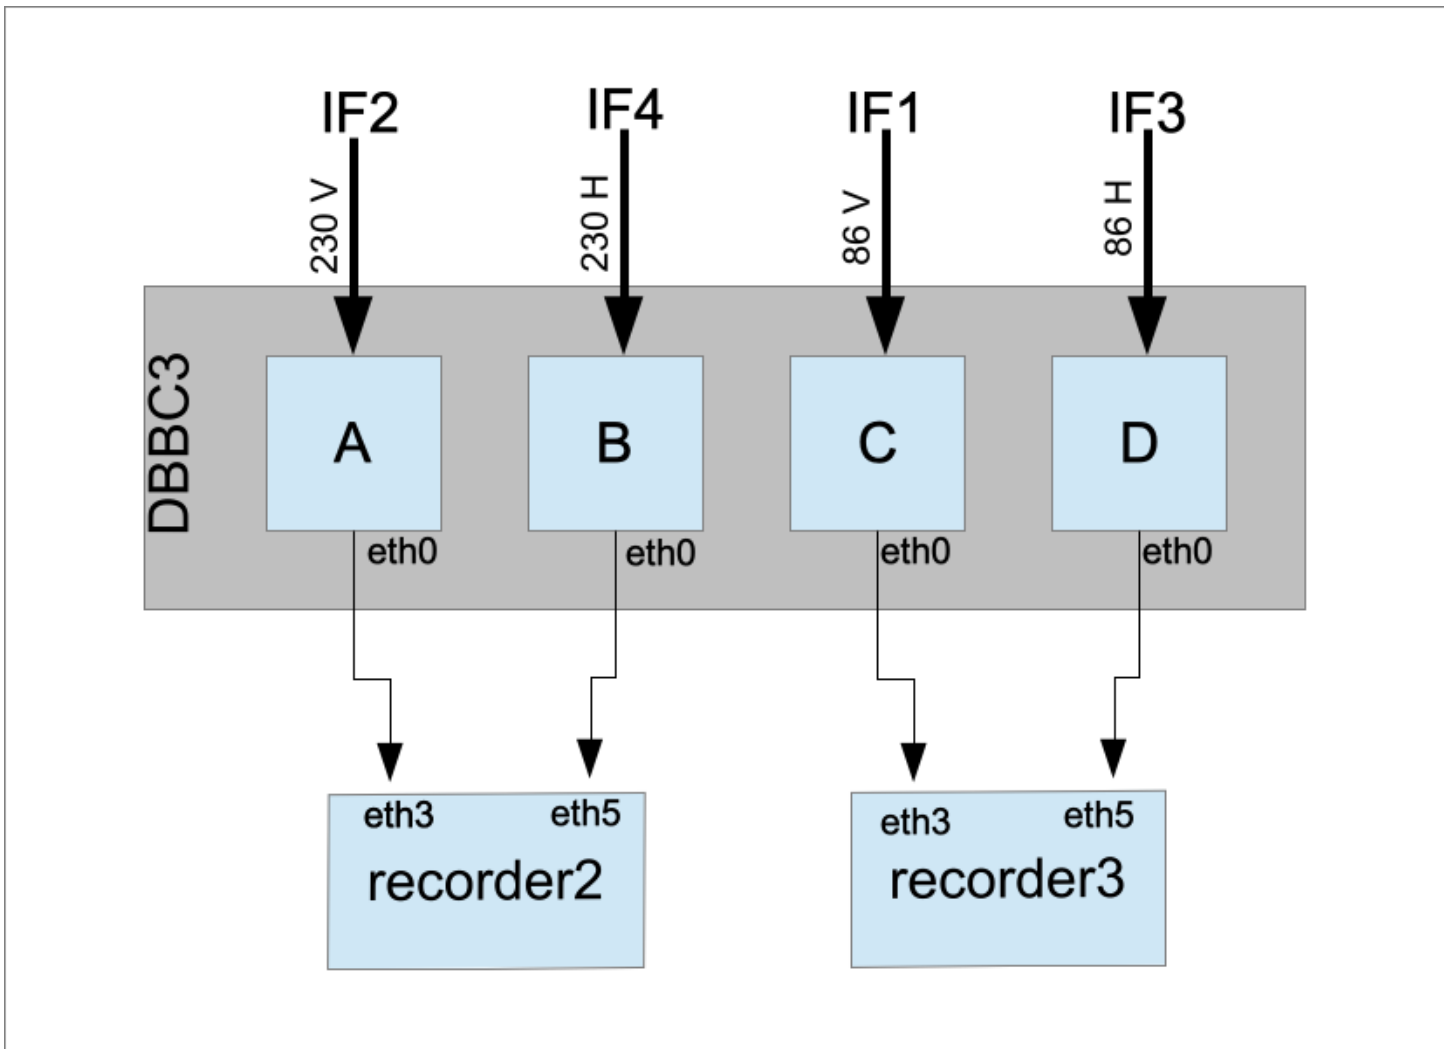 IF2
IF4
IF1
IF3
230 V
230 H
86 V
86 H
DBBC3
A
B
C
D
eth0
eth0
eth0
eth0
eth3
eth5
recorder2
eth3
eth5
recorder3